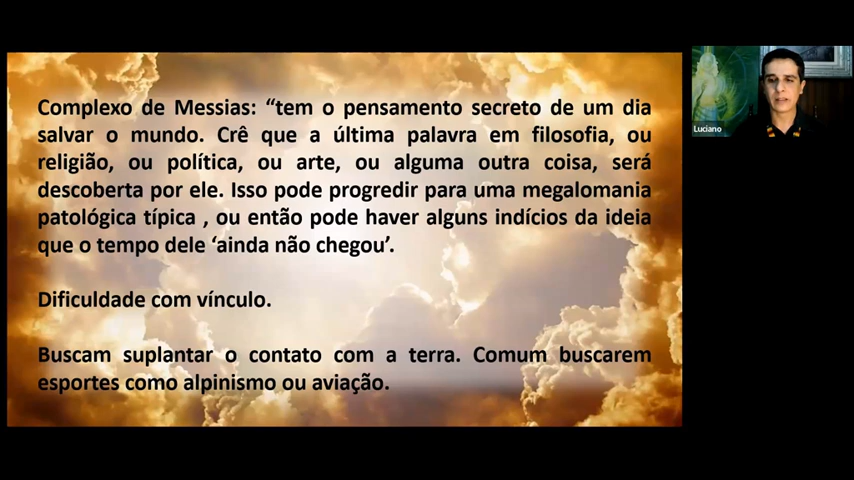 Complexo de Messias: “tem o pensamento secreto de um dia
salvar o mundo. Crê que a última palavra em filosofia, ou
religião, ou política, ou arte, ou alguma outra coisa, será
descoberta por ele. Isso pode progredir para uma megalomania
patológica típica , ou então pode haver alguns indícios da ideia
que o tempo dele ‘ainda não chegou’.
Dificuldade com vínculo.
Buscam suplantar o contato com a terra. Comum buscarem
esportes como alpinismo ou aviação.
Luciano